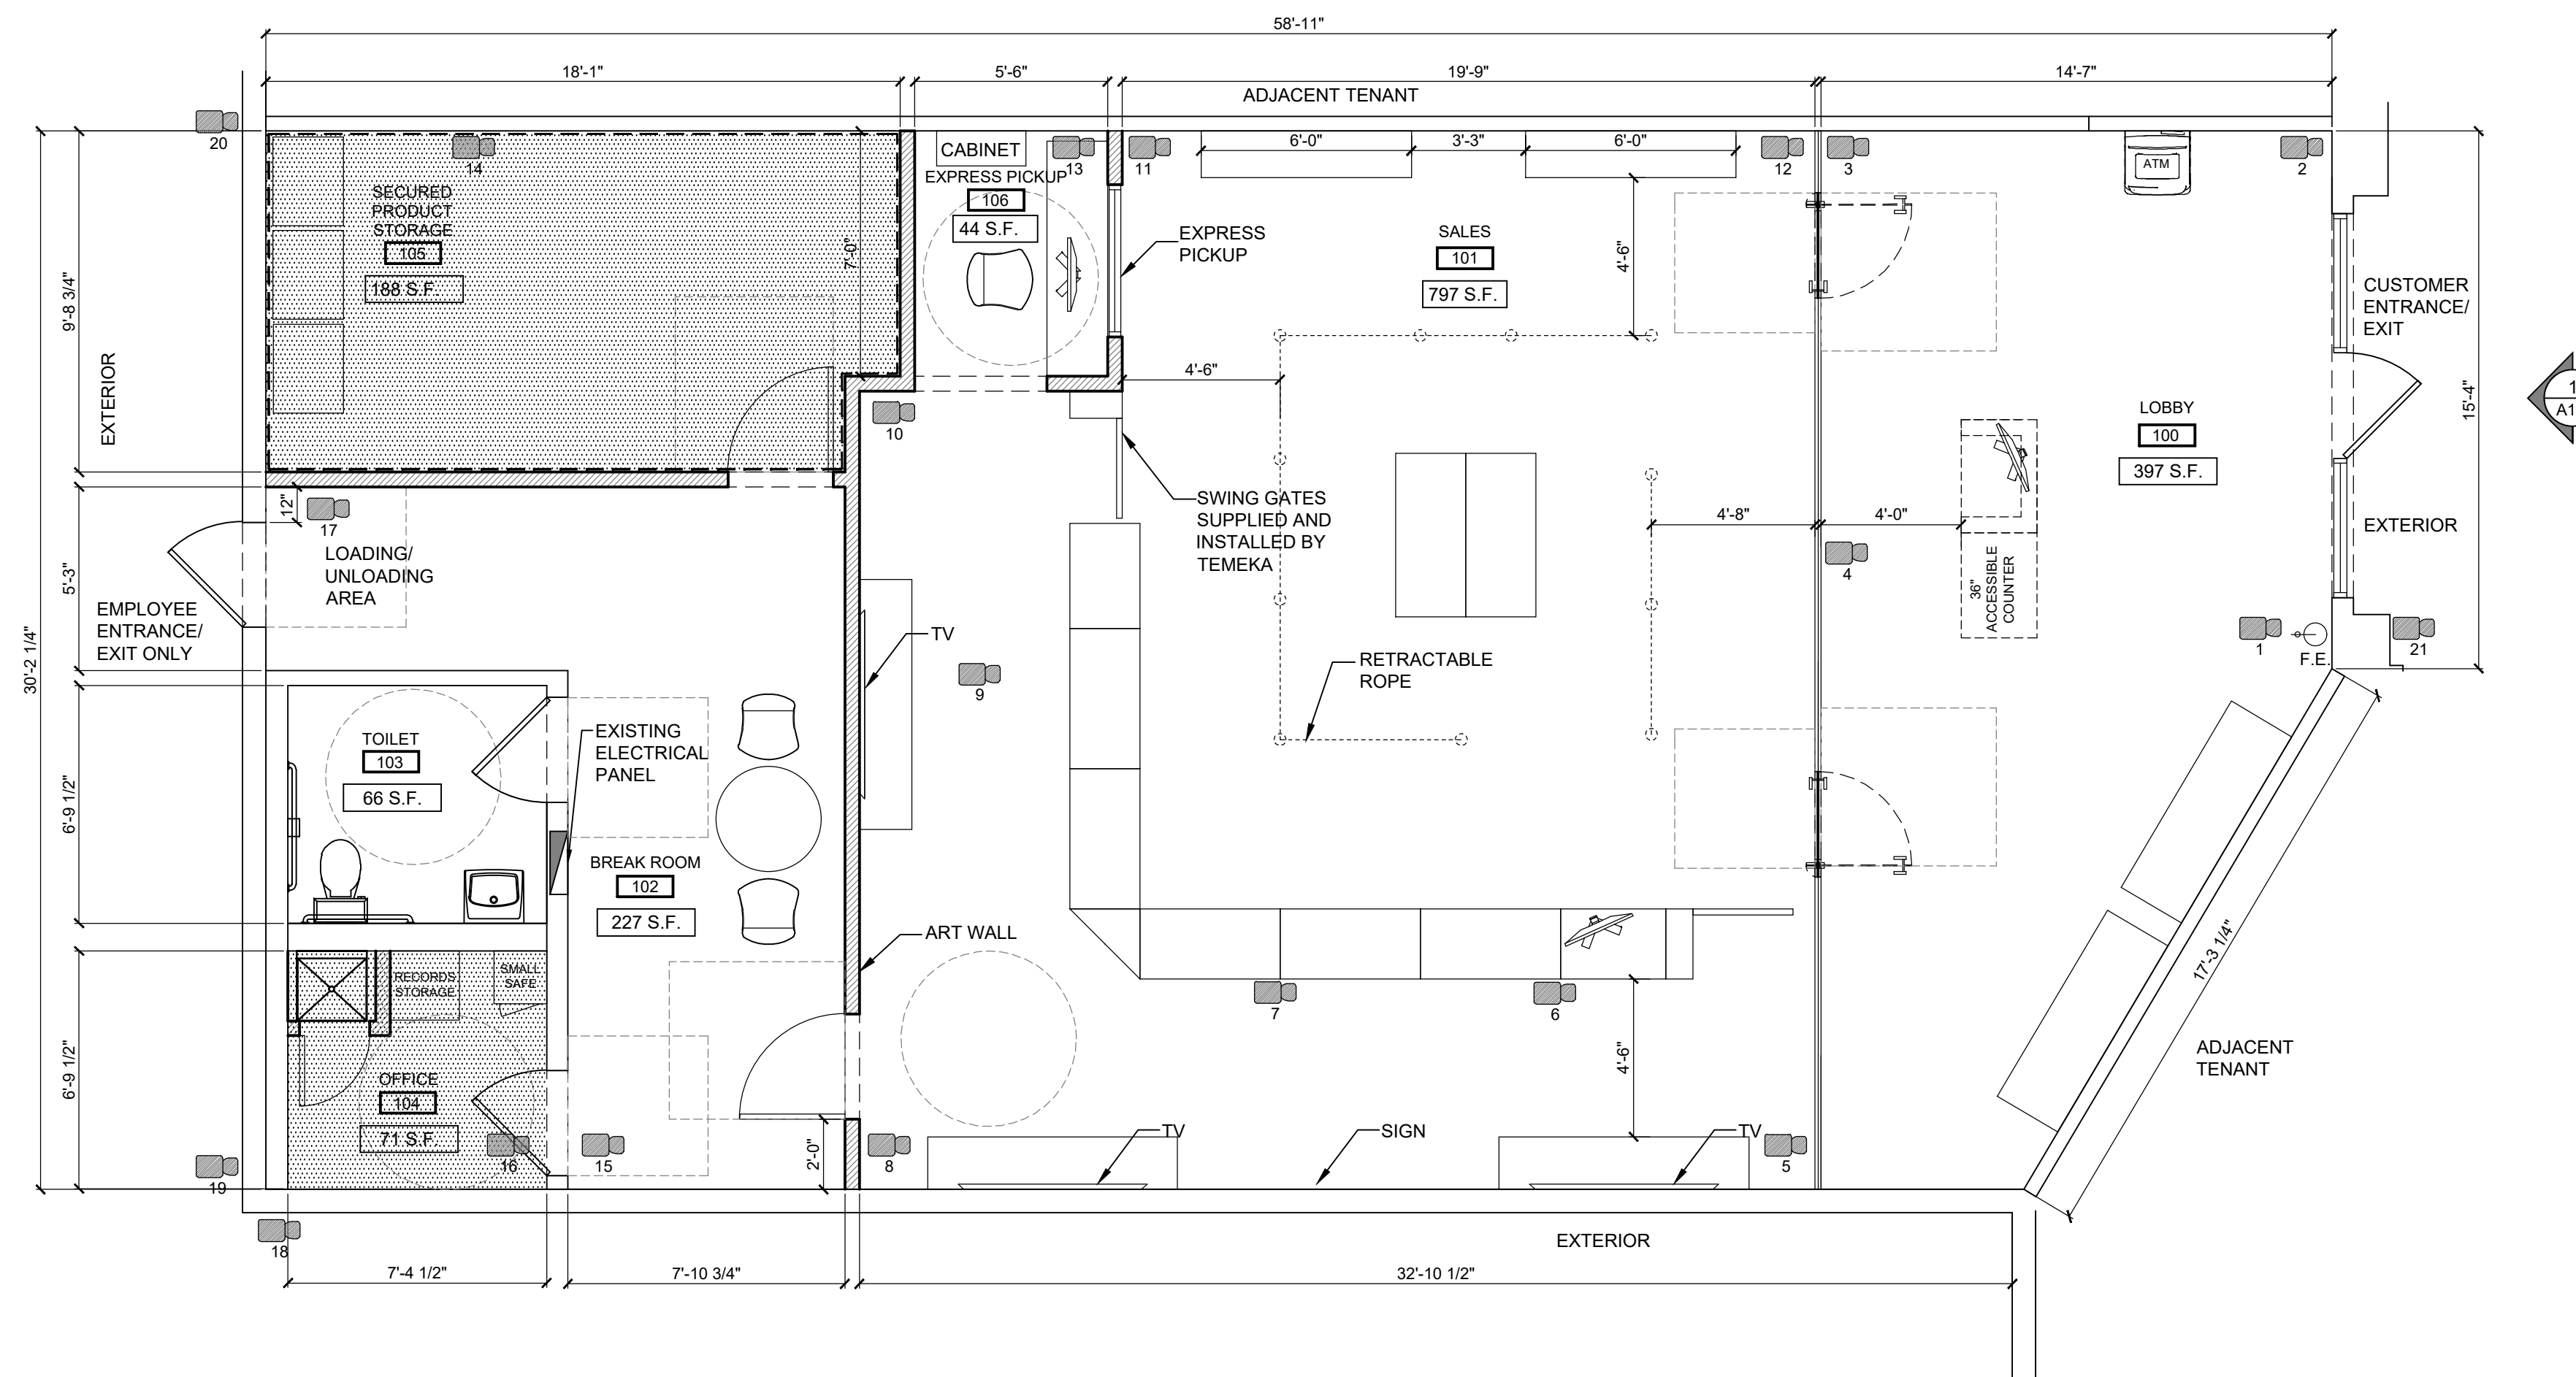 58'-11"
18'-1"
5'-6"
19'-9"
14'-7"
ADJACENT TENANT
20
14
CABINET
13
11
6'-0"
3'-3"
6'-0"
12
3
ATM
2
EXPRESS PICKUP
106
44 S.F.
SECURED
PRODUCT
STORAGE
105
188 S.F.
7'-0"
EXPRESS
PICKUP
SALES
101
797 S.F.
4'-6"
CUSTOMER
ENTRANCE/
EXIT
9'-8 3/4"
EXTERIOR
4'-6"
10
LOBBY
100
397 S.F.
15'-4"
1
A1
12"
17
LOADING/
UNLOADING
AREA
SWING GATES
SUPPLIED AND
INSTALLED BY
TEMEKA
4'-8"
4'-0"
4
36"
ACCESSIBLE
COUNTER
EXTERIOR
5'-3"
EMPLOYEE
ENTRANCE/
EXIT ONLY
30'-2 1/4"
TV
9
RETRACTABLE
ROPE
1
F.E.
21
TOILET
103
66 S.F.
EXISTING
ELECTRICAL
PANEL
6'-9 1/2"
BREAK ROOM
102
227 S.F.
ART WALL
17'-3 1/4"
RECORDS
STORAGE
SMALL
SAFE
7
6
4'-6"
ADJACENT
TENANT
6'-9 1/2"
OFFICE
104
71 S.F.
16
15
2'-0"
8
TV
SIGN
TV
5
19
18
EXTERIOR
7'-4 1/2"
7'-10 3/4"
32'-10 1/2"